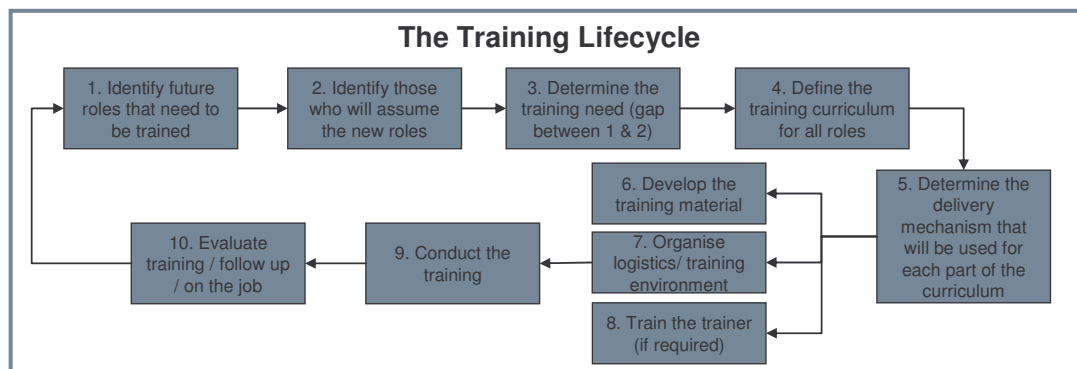 The Training Lifecycle
1. Identify future
roles that need to
be trained
2. Identify those
who will assume
the new roles
3. Determine the
training need (gap
between 1 & 2)
4. Define the
training curriculum
for all roles
5. Determine the
delivery
mechanism that
will be used for
each part of the
curriculum
6. Develop the
training material
7. Organise
logistics/ training
environment
8. Train the trainer
(if required)
9. Conduct the
training
10. Evaluate
training / follow up
/ on the job